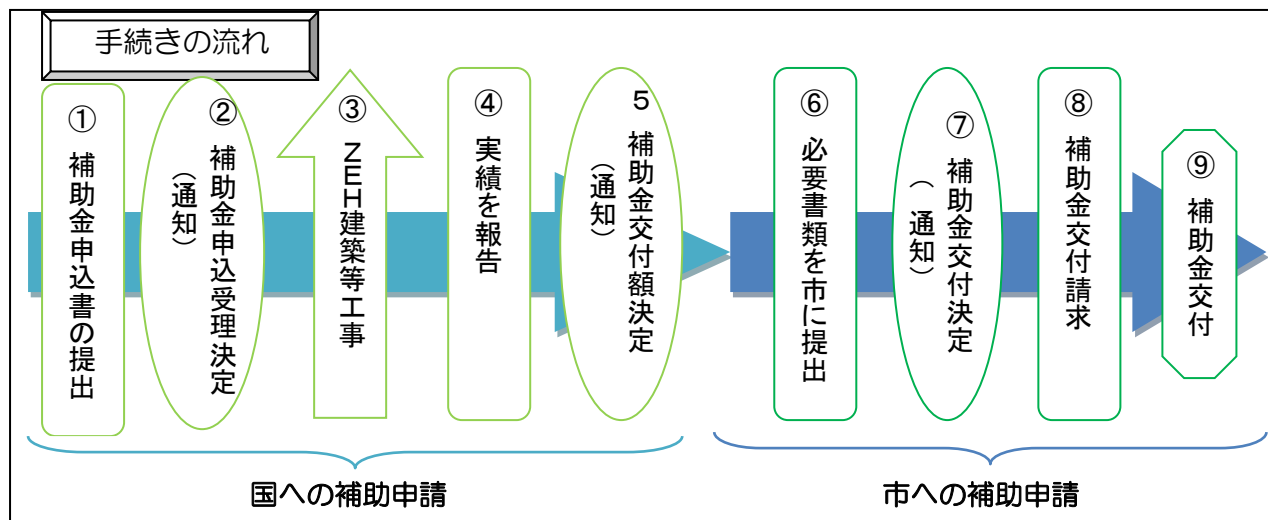 手続きの流れ
① 補助金申込書の提出
② 補助金申込受理決定
（通知）
③ ZEH建築等工事
④ 実績を報告
５ 補助金交付額決定
（通知）
⑥ 必要書類を市に提出
⑦ 補助金交付決定
（ 通知）
⑧ 補助金交付請求
⑨ 補助金交付
国への補助申請
市への補助申請